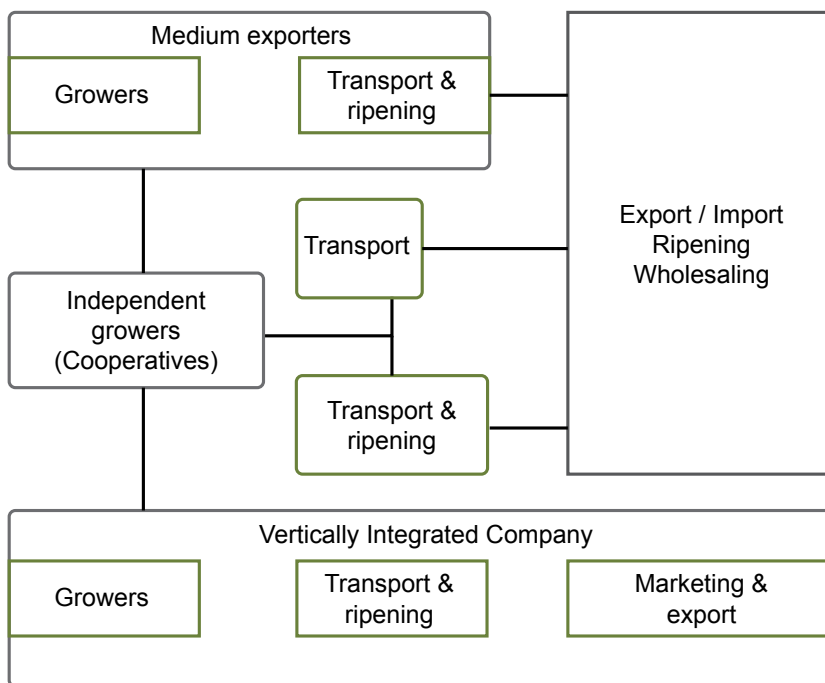 Medium exporters
Growers
Transport &
ripening
Export / Import
Ripening
Wholesaling
Transport
Independent
growers
(Cooperatives)
Transport &
ripening
Vertically Integrated Company
Growers
Transport &
ripening
Marketing &
export